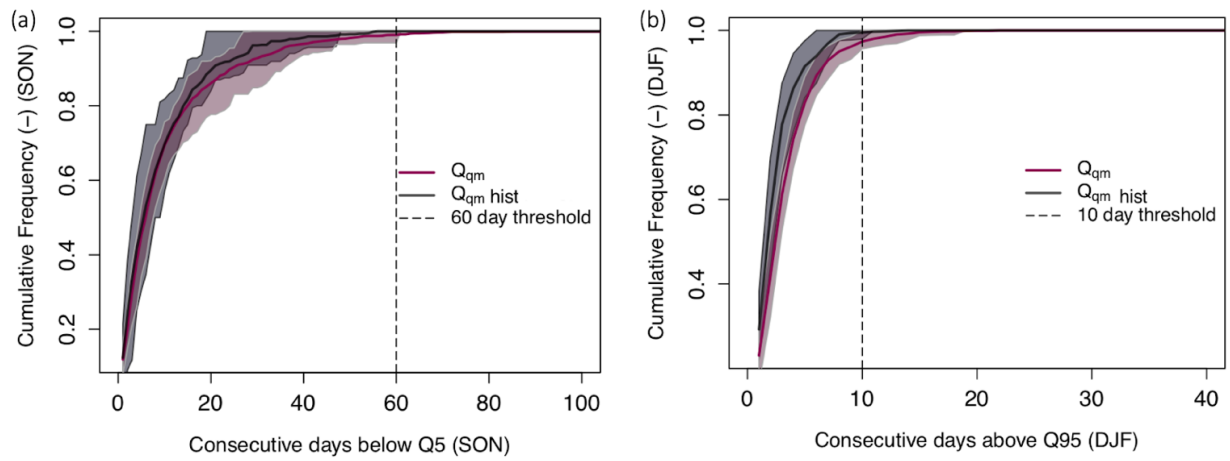 (a)
Cumulative Frequency (−) (SON)
1.0
0.8
0.6
0.4
0.2
Qqm
Qqm hist
60 day threshold
0 20 40 60 80 100
Consecutive days below Q5 (SON)
(b)
Cumulative Frequency (−) (DJF)
1.0
0.8
0.6
0.4
Qqm
Qqm hist
10 day threshold
0 10 20 30 40
Consecutive days above Q95 (DJF)